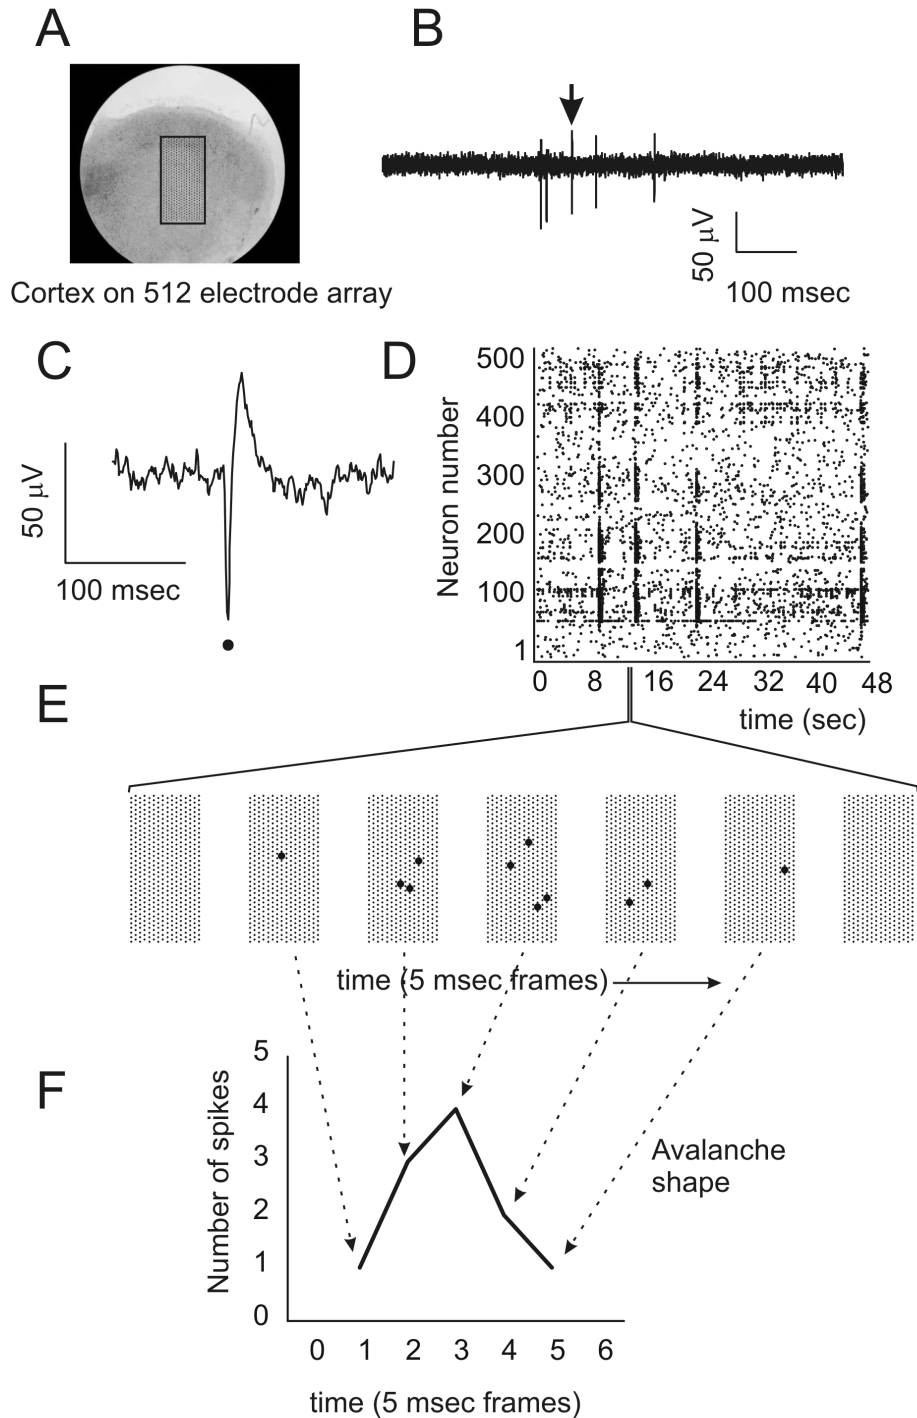 A
B
Cortex on 512 electrode array
50 μV
100 msec
C
50 μV
100 msec
D
Neuron number
500
400
300
200
100
1
0 8 16 24 32 40 48
time (sec)
E
time (5 msec frames)
F
Number of spikes
5
4
3
2
1
0
Avalanche
shape
0 1 2 3 4 5 6
time (5 msec frames)